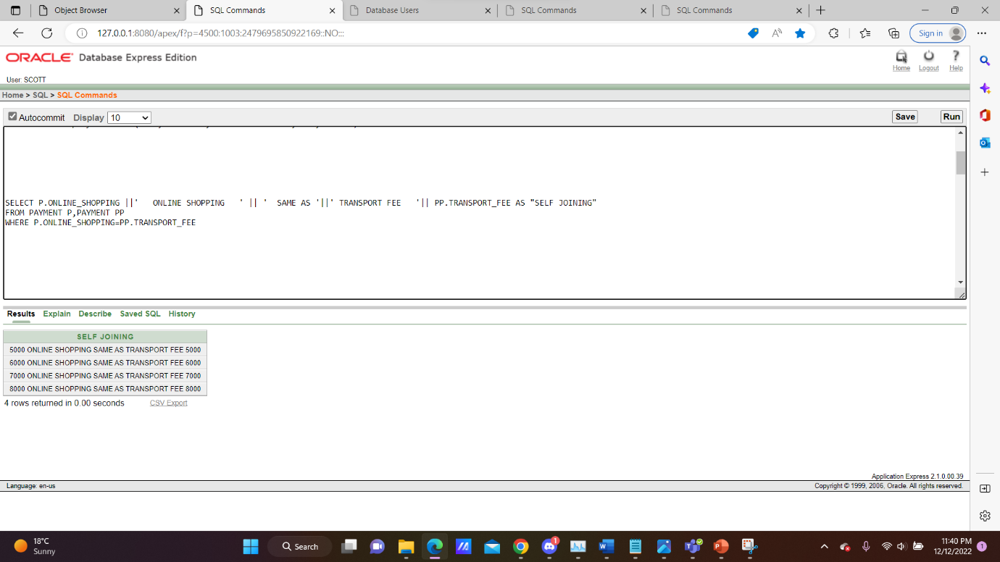 Object Browser
SQL Commands
Database Users
SQL Commands
SQL Commands
127.0.0.1:8080/apex/f?p=4500:1003:2479695850922169::NO:::
Sign in
ORACLE Database Express Edition
Home Logout Help
User: SCOTT
Home > SQL > SQL Commands
Autocommit Display 10
Save Run
SELECT P.ONLINE_SHOPPING ||' ONLINE SHOPPING ' || ' SAME AS '||' TRANSPORT FEE '|| PP.TRANSPORT_FEE AS "SELF JOINING"
FROM PAYMENT P,PAYMENT PP
WHERE P.ONLINE_SHOPPING=PP.TRANSPORT_FEE
Results Explain Describe Saved SQL History
SELF JOINING
5000 ONLINE SHOPPING SAME AS TRANSPORT FEE 5000
6000 ONLINE SHOPPING SAME AS TRANSPORT FEE 6000
7000 ONLINE SHOPPING SAME AS TRANSPORT FEE 7000
8000 ONLINE SHOPPING SAME AS TRANSPORT FEE 8000
4 rows returned in 0.00 seconds CSV Export
Application Express 2.1.0.00.39
Language: en-us Copyright © 1999, 2006, Oracle. All rights reserved.
18°C
Sunny
Search
1
11:40 PM
12/12/2022
1